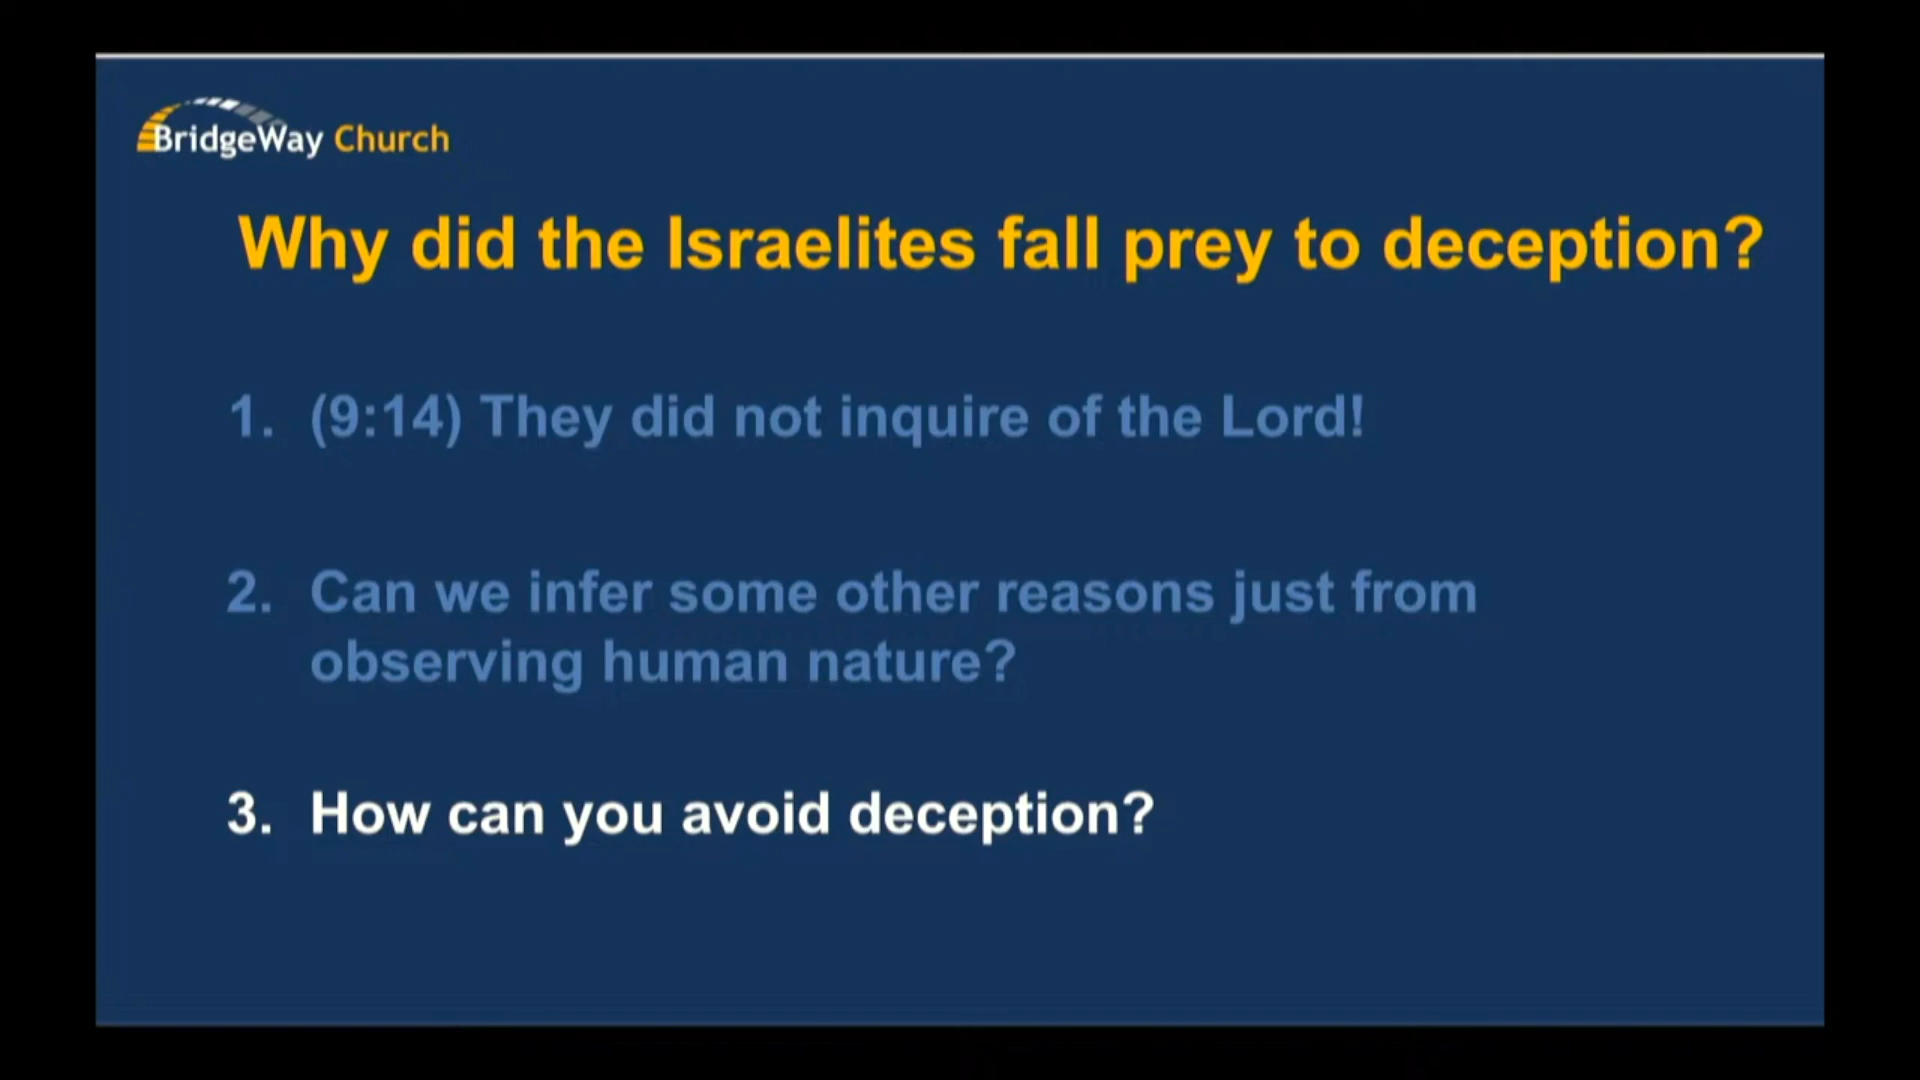 BridgeWay Church
Why did the Israelites fall prey to deception?
1. (9:14) They did not inquire of the Lord!
2. Can we infer some other reasons just from
observing human nature?
3. How can you avoid deception?